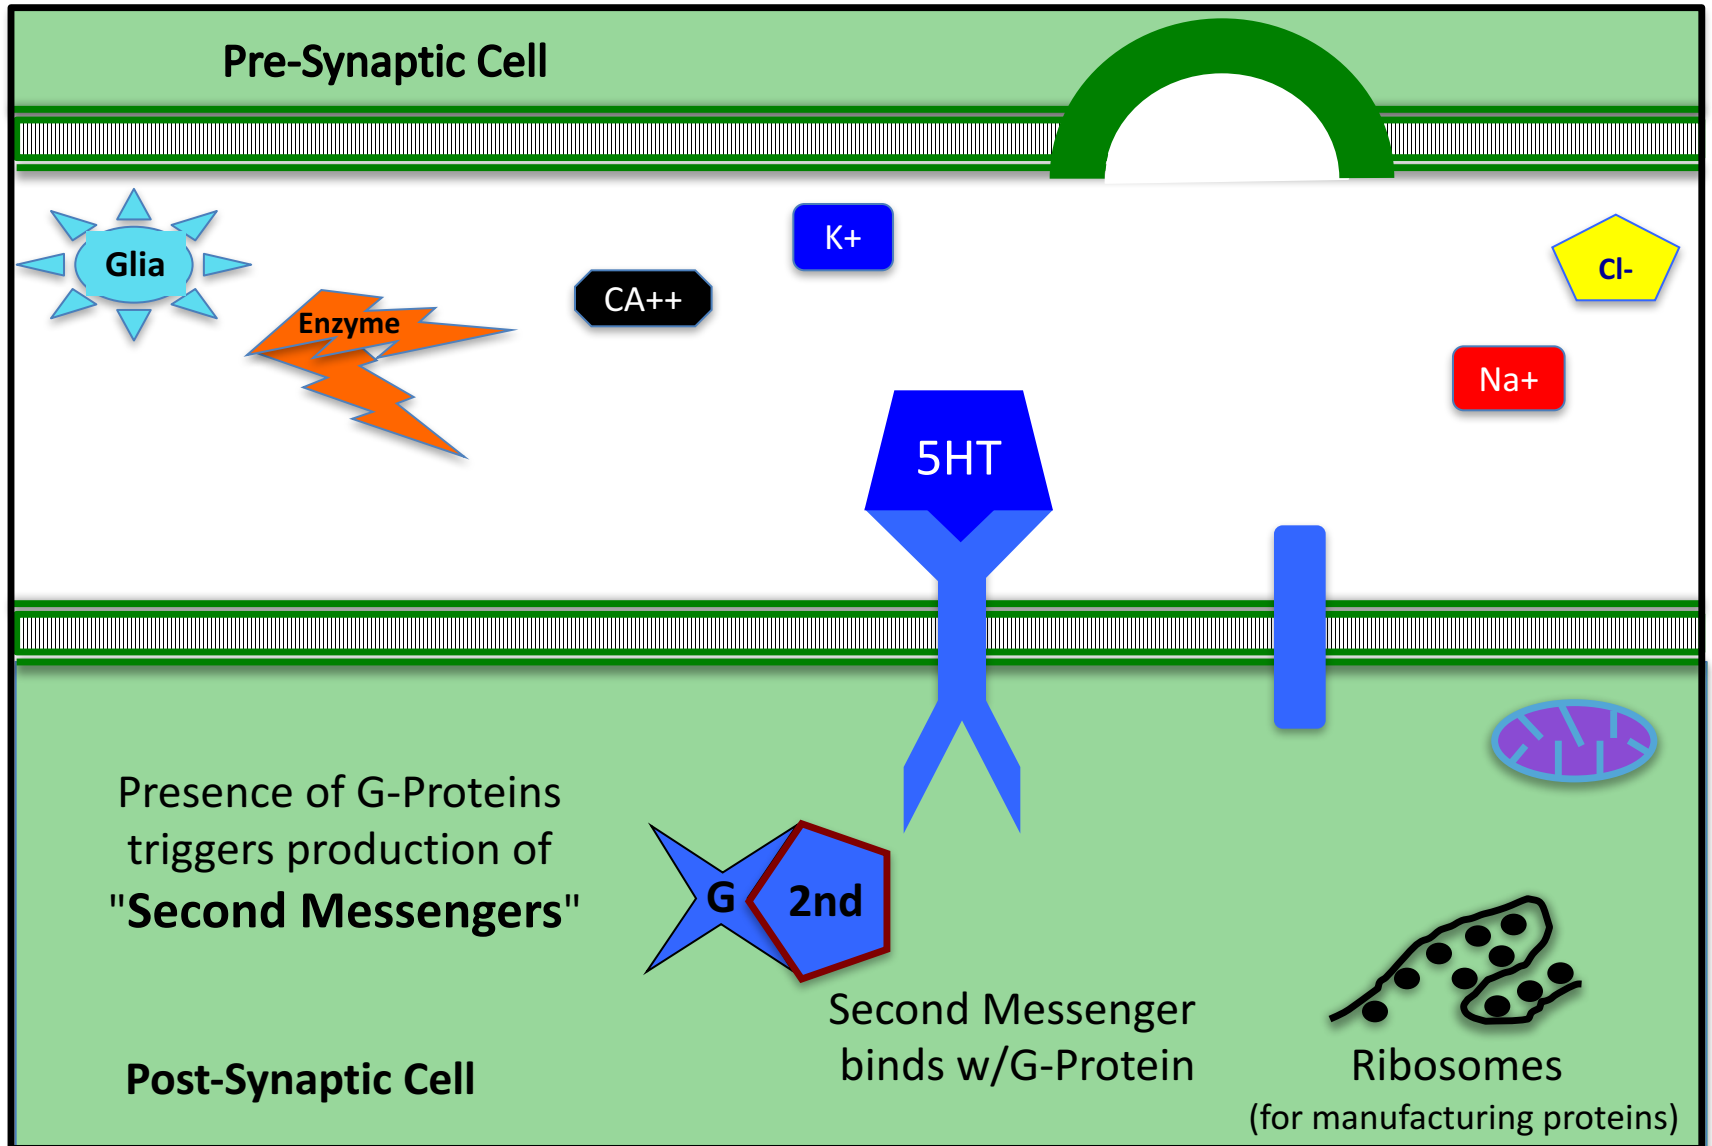 Pre-Synaptic Cell
Glia
Enzyme
CA++
K+
Cl-
Na+
5HT
Presence of G-Proteins
triggers production of
"Second Messengers"
G
2nd
Second Messenger
binds w/G-Protein
Ribosomes
(for manufacturing proteins)
Post-Synaptic Cell